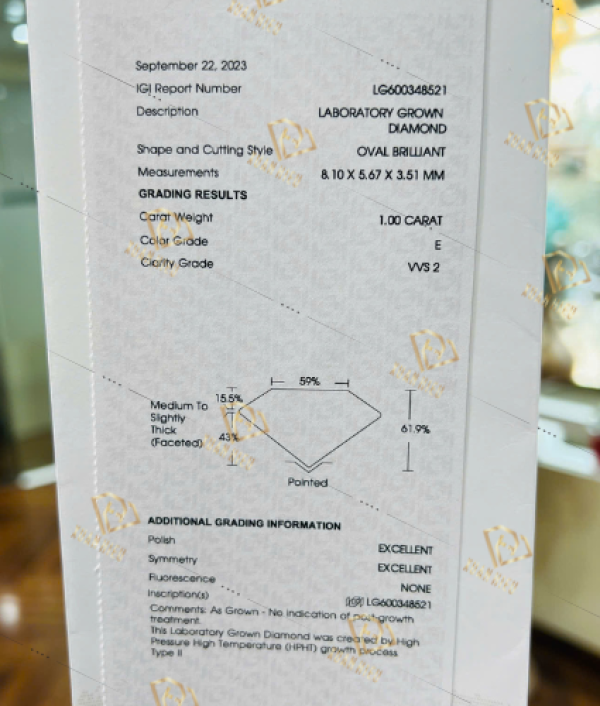 September 22, 2023
IGI Report Number LG600348521
Description LABORATORY GROWN
DIAMOND
Shape and Cutting Style OVAL BRILLIANT
Measurements 8.10 X 5.67 X 3.51 MM
GRADING RESULTS
Carat Weight 1.00 CARAT
Color Grade E
Clarity Grade VVS 2
59%
15.5%
Medium To
Slightly
Thick
(Faceted)
43%
61.9%
Pointed
ADDITIONAL GRADING INFORMATION
Polish EXCELLENT
Symmetry EXCELLENT
Fluorescence NONE
Inscription(s) LG600348521
Comments: As Grown - No indication of post-growth
treatment.
This Laboratory Grown Diamond was created by High
Pressure High Temperature (HPHT) growth process
Type II